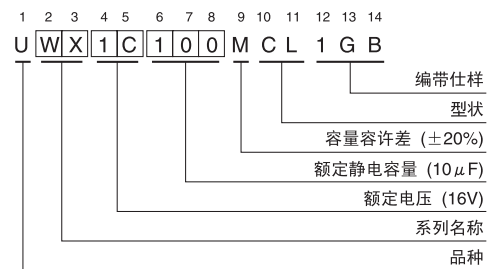 1 2 3 4 5 6 7 8 9 10 11 12 13 14
U W X 1 C 1 0 0 M C L 1 G B
编带仕样
型状
容量容许差 (±20%)
额定静电容量 (10μF)
额定电压 (16V)
系列名称
品种